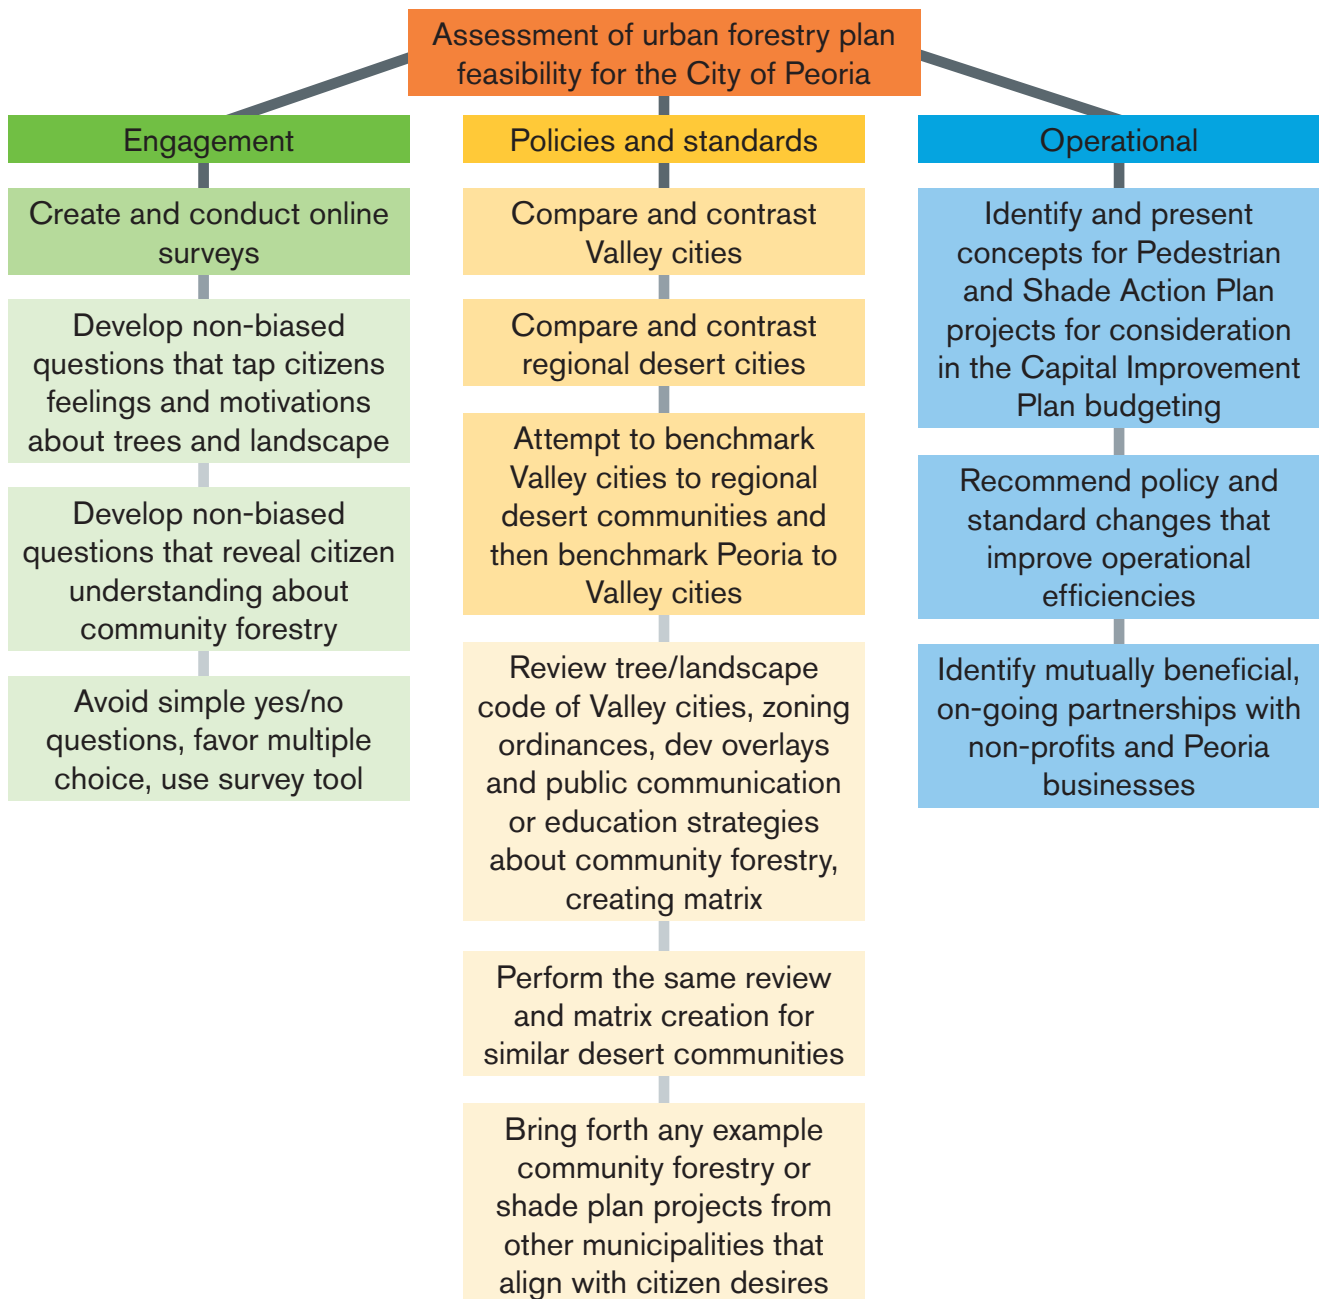 Assessment of urban forestry plan
feasibility for the City of Peoria
Engagement
Create and conduct online
surveys
Develop non-biased
questions that tap citizens
feelings and motivations
about trees and landscape
Develop non-biased
questions that reveal citizen
understanding about
community forestry
Avoid simple yes/no
questions, favor multiple
choice, use survey tool
Policies and standards
Compare and contrast
Valley cities
Compare and contrast
regional desert cities
Attempt to benchmark
Valley cities to regional
desert communities and
then benchmark Peoria to
Valley cities
Review tree/landscape
code of Valley cities, zoning
ordinances, dev overlays
and public communication
or education strategies
about community forestry,
creating matrix
Perform the same review
and matrix creation for
similar desert communities
Bring forth any example
community forestry or
shade plan projects from
other municipalities that
align with citizen desires
Operational
Identify and present
concepts for Pedestrian
and Shade Action Plan
projects for consideration
in the Capital Improvement
Plan budgeting
Recommend policy and
standard changes that
improve operational
efficiencies
Identify mutually beneficial,
on-going partnerships with
non-profits and Peoria
businesses